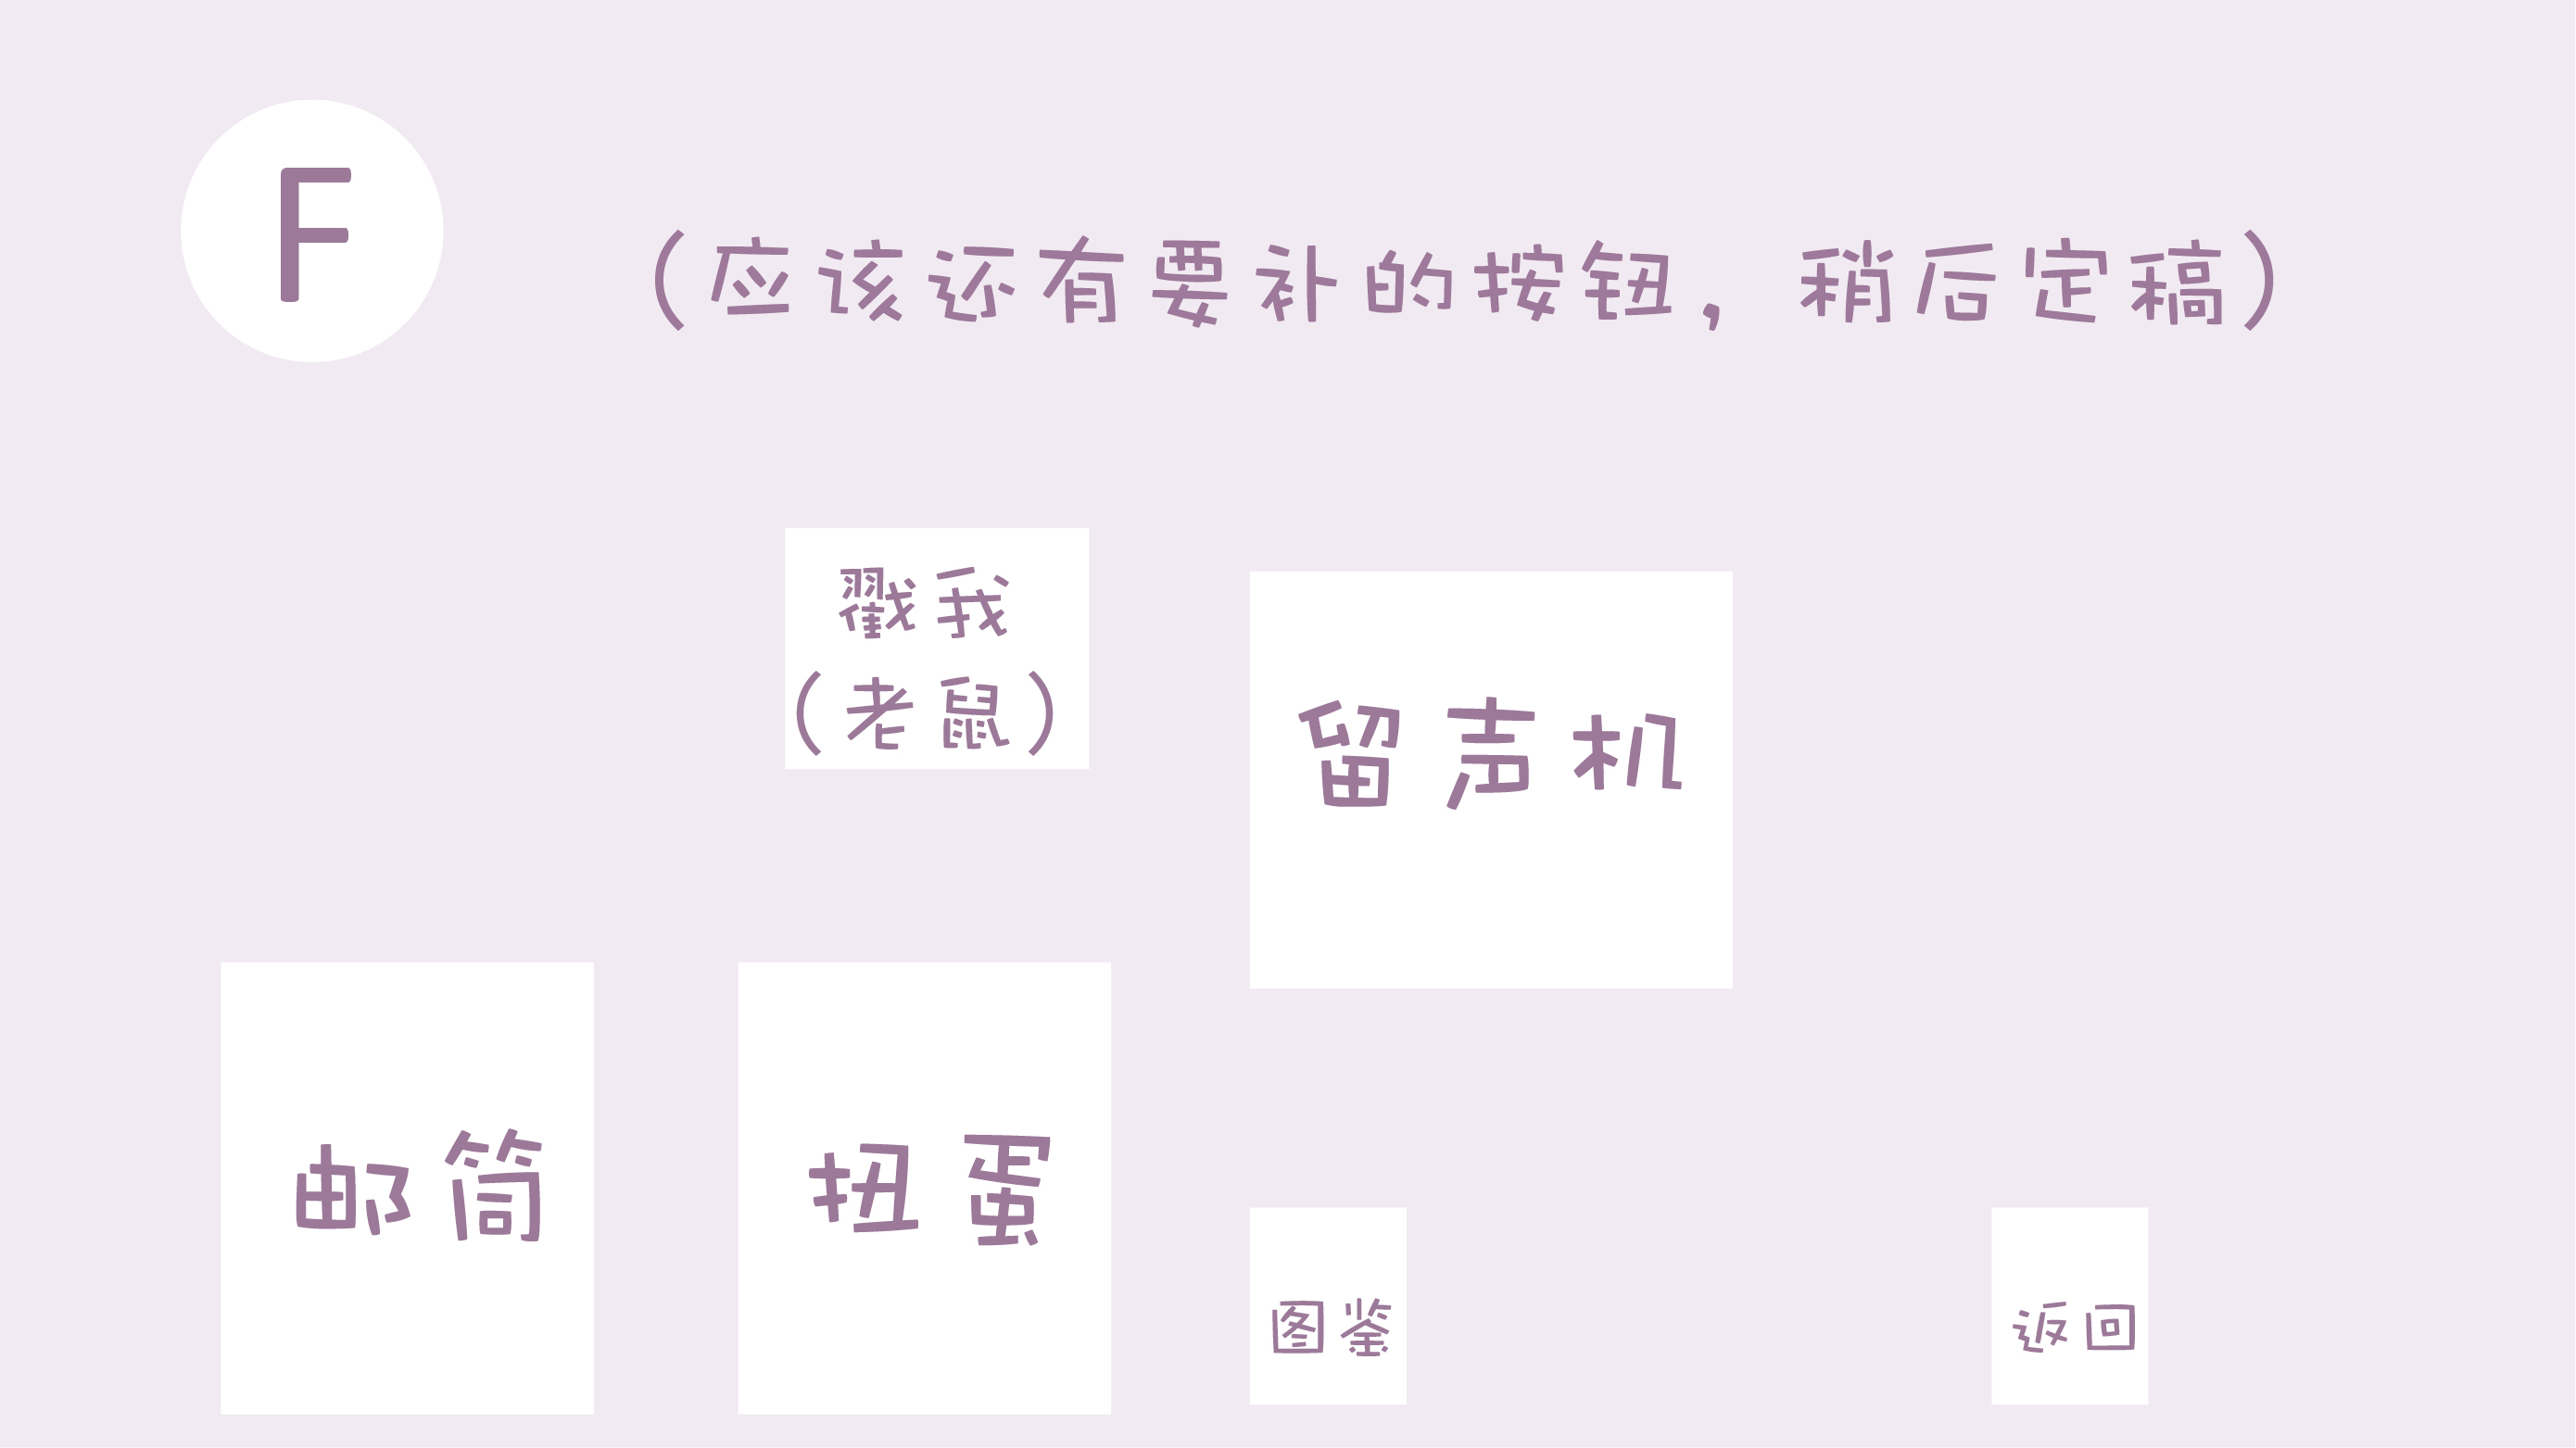 F
(应该还有要补的按钮，稍后定稿)
戳我
(老鼠)
留声机
邮筒
扭蛋
图鉴
返回